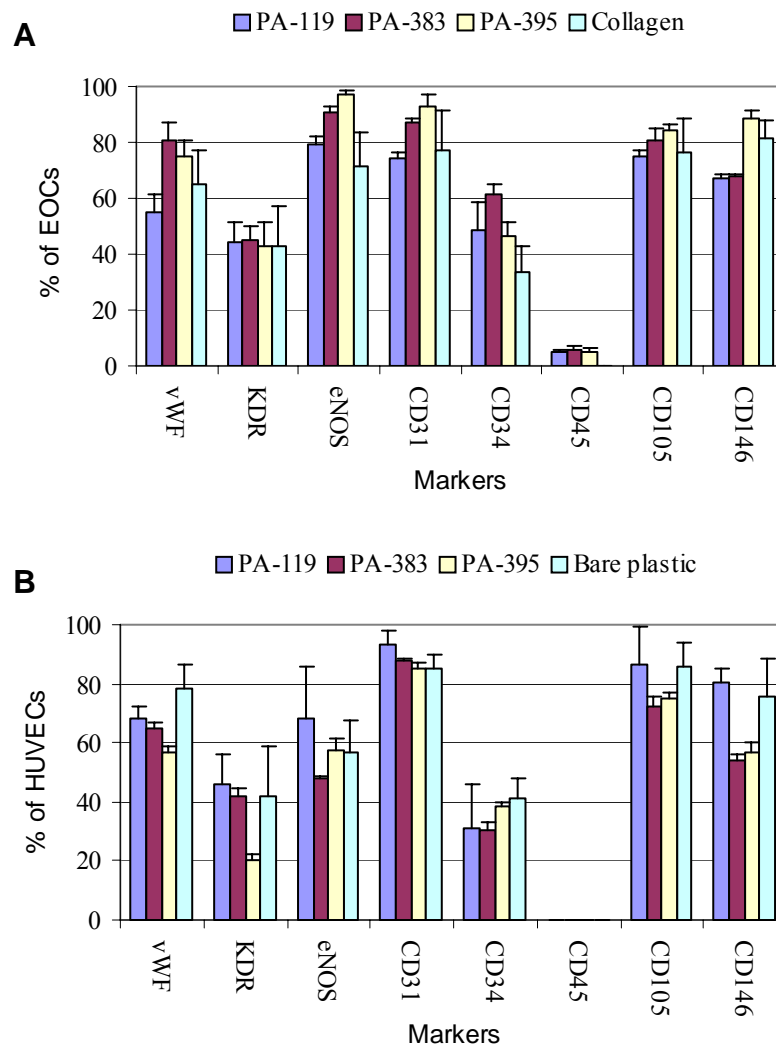 A
PA-119 PA-383 PA-395 Collagen
% of EOCs
100
80
60
40
20
0
vWF KDR eNOS CD31 CD34 CD45 CD105 CD146
Markers
B
PA-119 PA-383 PA-395 Bare plastic
% of HUVECs
100
80
60
40
20
0
vWF KDR eNOS CD31 CD34 CD45 CD105 CD146
Markers